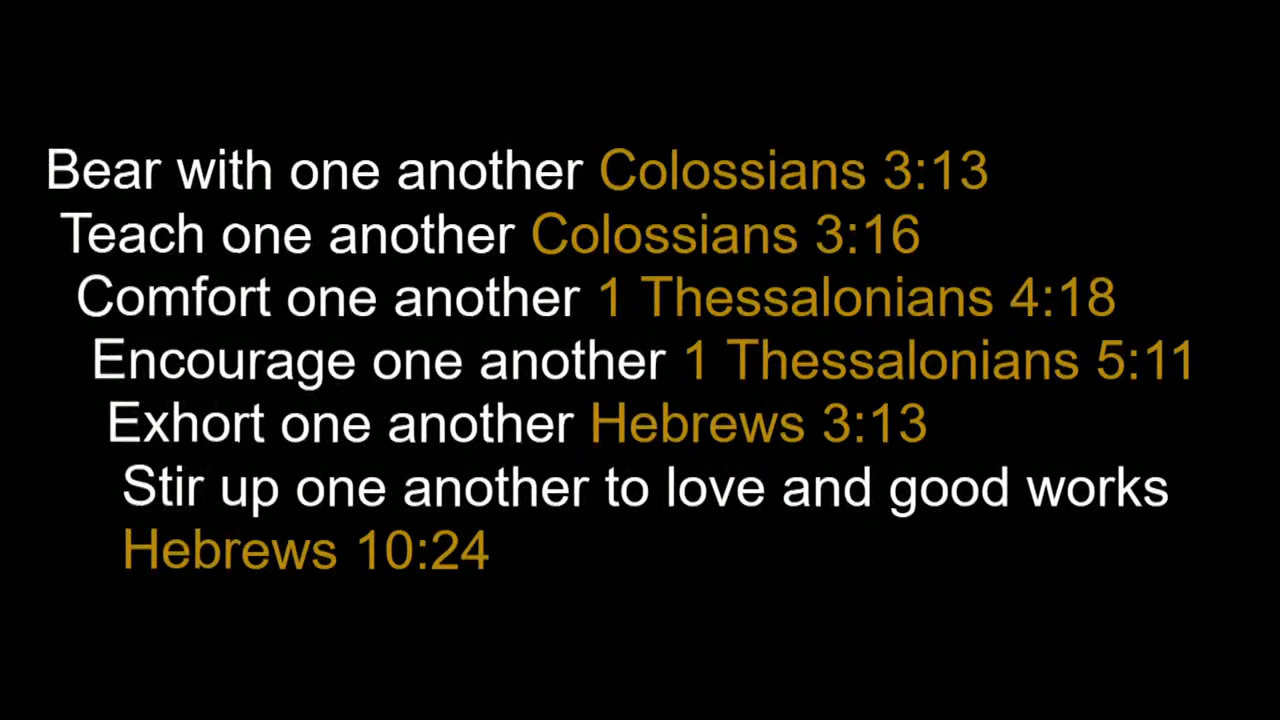 Bear with one another Colossians 3:13
Teach one another Colossians 3:16
Comfort one another 1 Thessalonians 4:18
Encourage one another 1 Thessalonians 5:11
Exhort one another Hebrews 3:13
Stir up one another to love and good works
Hebrews 10:24